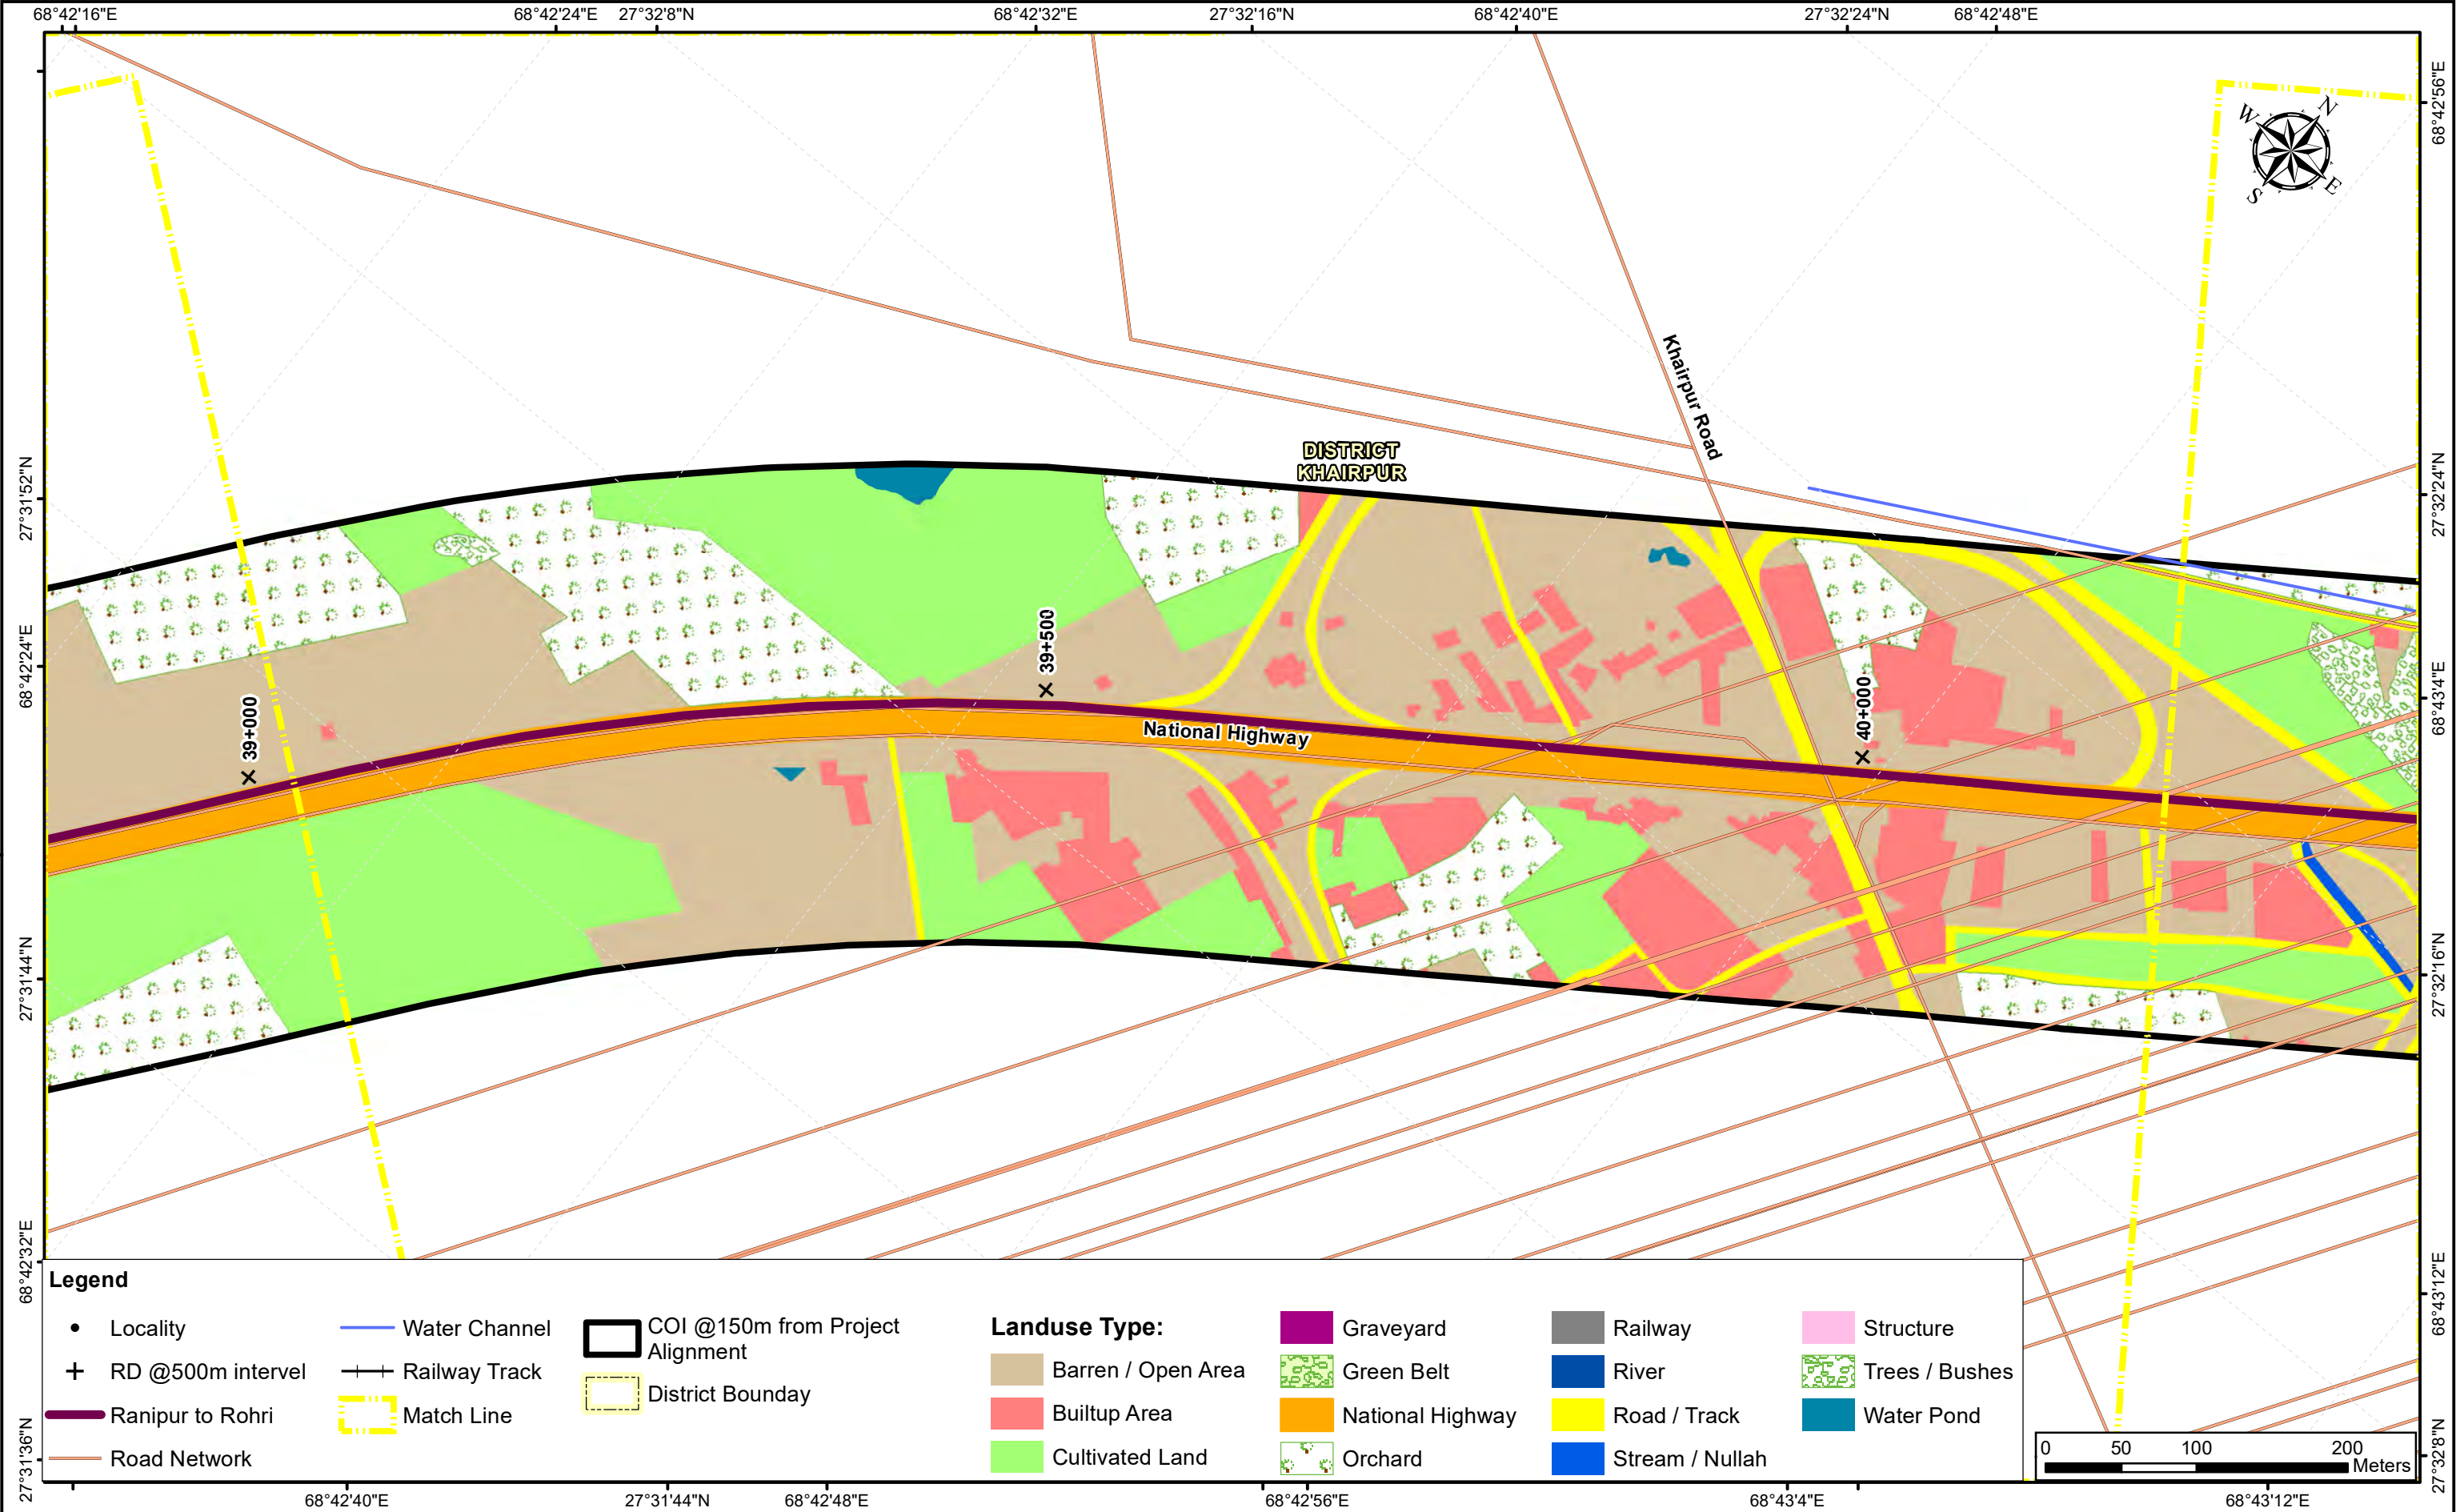 68°42'16"E
68°42'24"E
27°32'8"N
68°42'32"E
27°32'16"N
68°42'40"E
27°32'24"N
68°42'48"E
68°42'56"E
N
W
E
S
Khairpur Road
DISTRICT
KHAIRPUR
27°31'52"N
27°32'24"N
68°42'24"E
39+000
39+500
National Highway
40+000
68°43'4"E
27°31'44"N
27°32'16"N
68°42'32"E
68°43'12"E
27°31'36"N
27°32'8"N
Legend
Locality
RD @500m intervel
Ranipur to Rohri
Road Network
Water Channel
Railway Track
Match Line
COI @150m from Project
Alignment
District Bounday
Landuse Type:
Barren / Open Area
Builtup Area
Cultivated Land
Graveyard
Green Belt
National Highway
Orchard
Railway
River
Road / Track
Stream / Nullah
Structure
Trees / Bushes
Water Pond
0 50 100 200
Meters
68°42'40"E
27°31'44"N
68°42'48"E
68°42'56"E
68°43'4"E
68°43'12"E